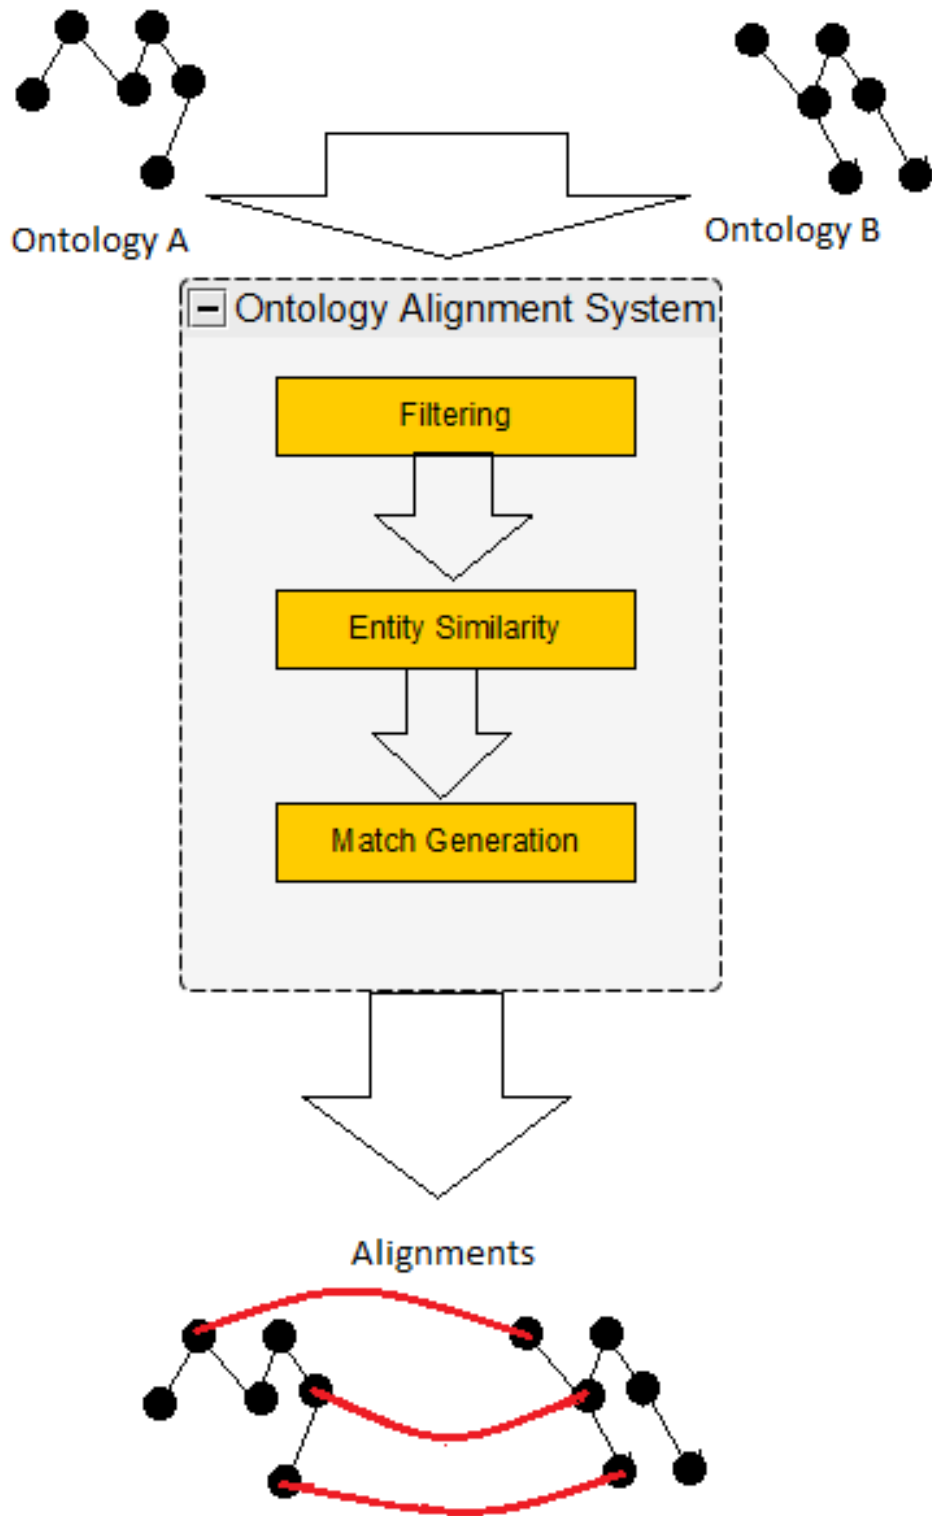 Ontology A
Ontology B
Ontology Alignment System
Filtering
Entity Similarity
Match Generation
Alignments